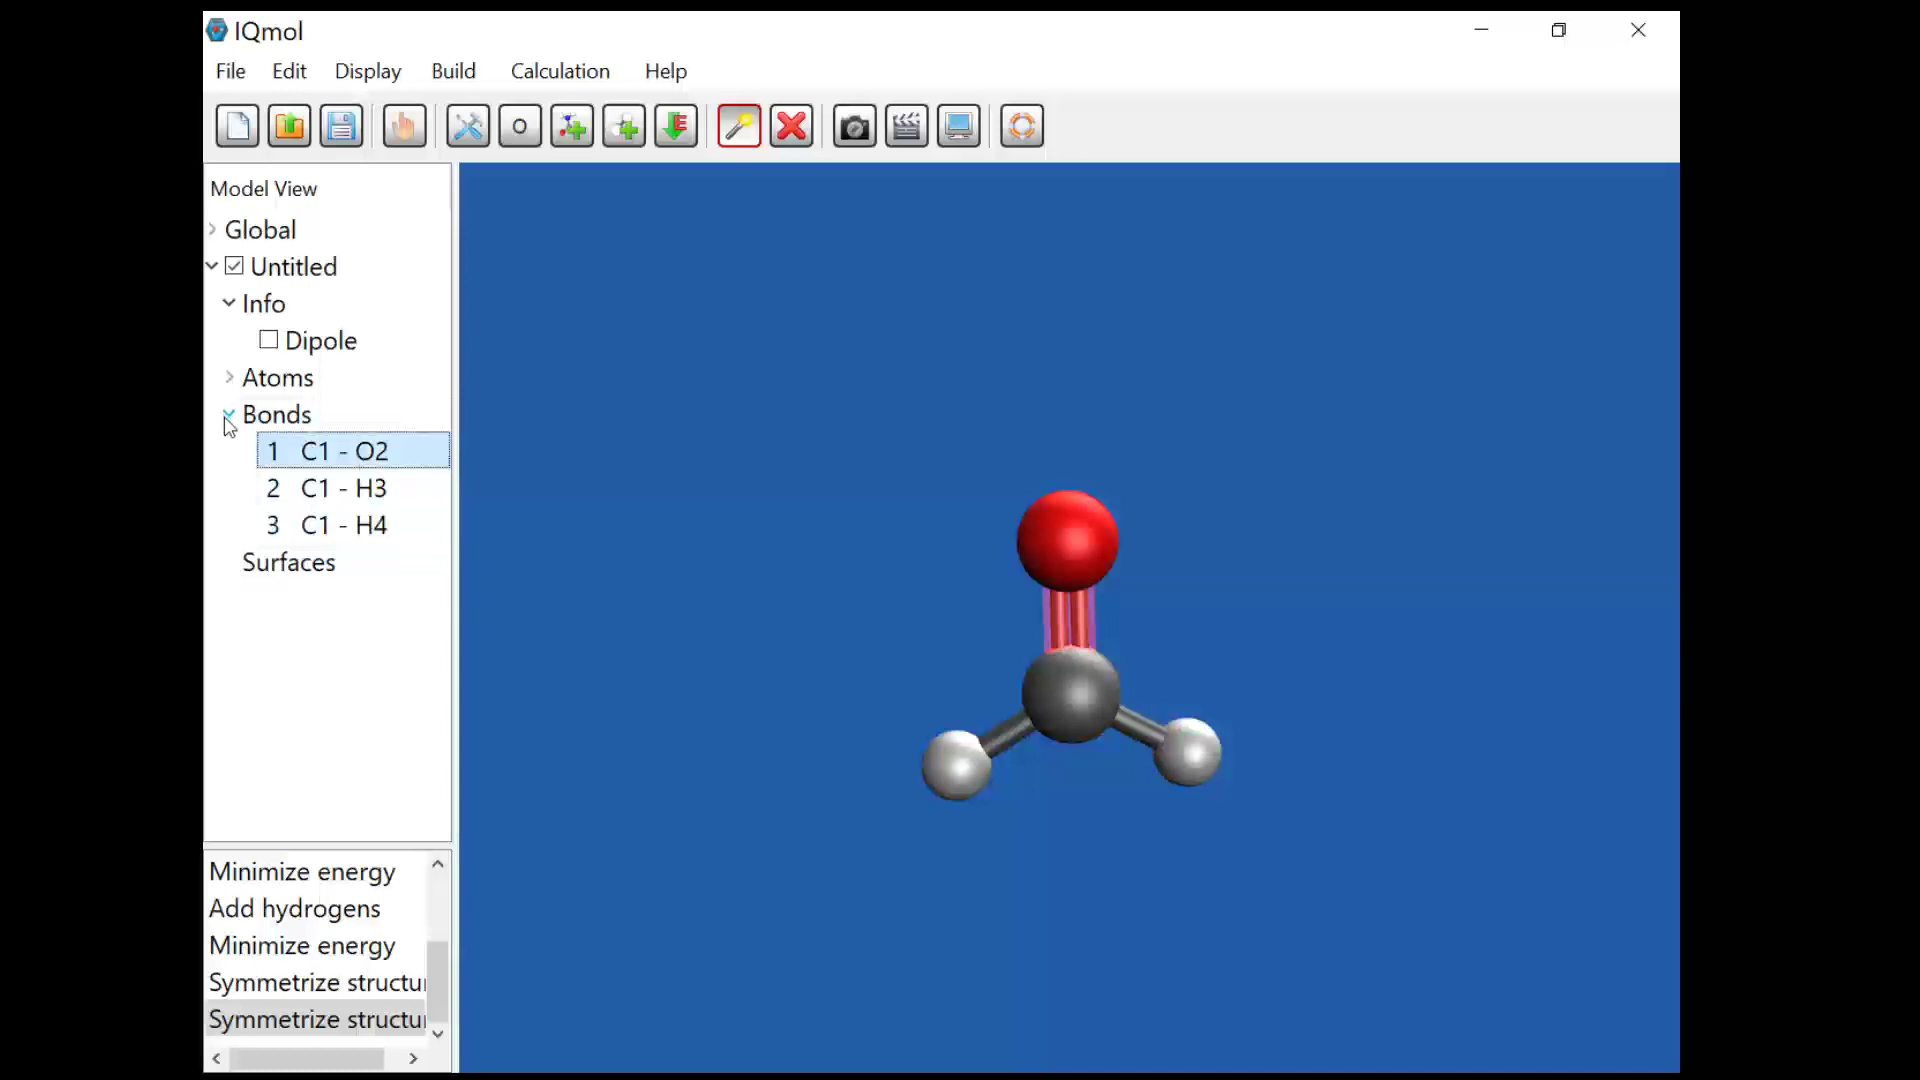 IQmol
File Edit Display Build Calculation Help
O
E
Model View
Global
Untitled
Info
Dipole
Atoms
Bonds
1 C1 - O2
2 C1 - H3
3 C1 - H4
Surfaces
Minimize energy
Add hydrogens
Minimize energy
Symmetrize structu
Symmetrize structu